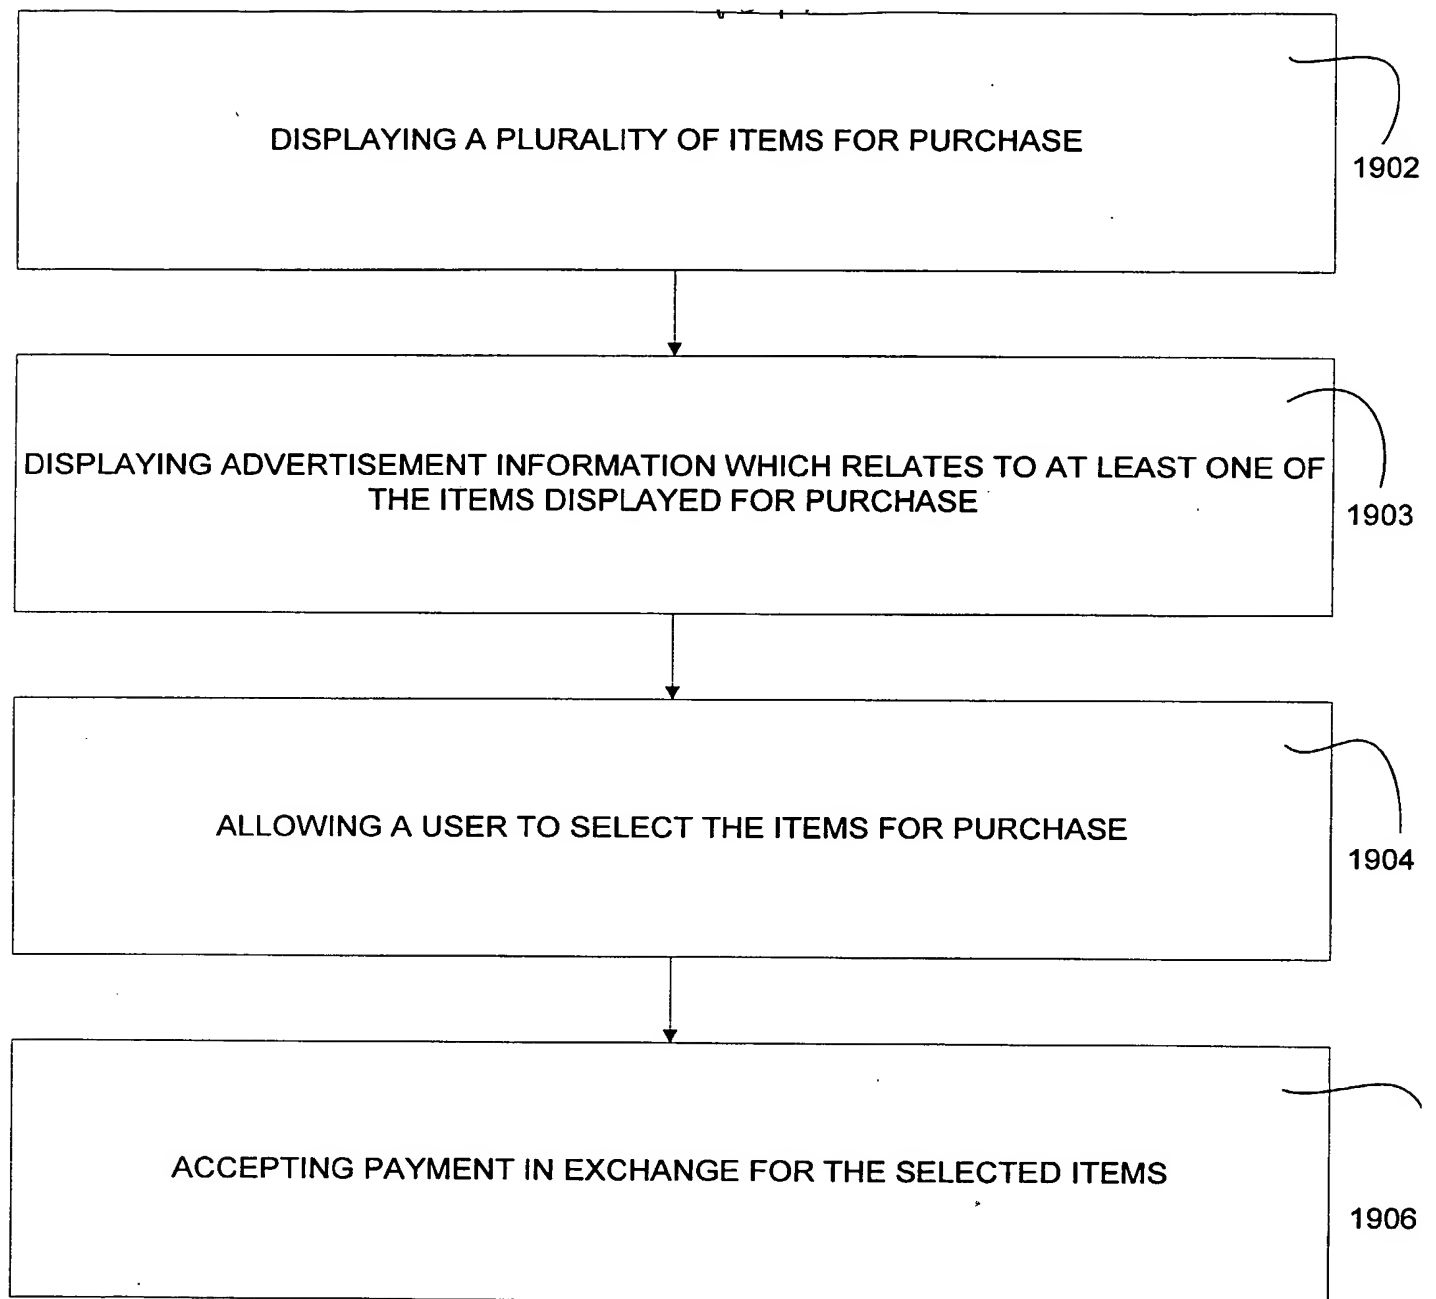 DISPLAYING A PLURALITY OF ITEMS FOR PURCHASE
1902
DISPLAYING ADVERTISEMENT INFORMATION WHICH RELATES TO AT LEAST ONE OF
THE ITEMS DISPLAYED FOR PURCHASE
1903
ALLOWING A USER TO SELECT THE ITEMS FOR PURCHASE
1904
ACCEPTING PAYMENT IN EXCHANGE FOR THE SELECTED ITEMS
1906